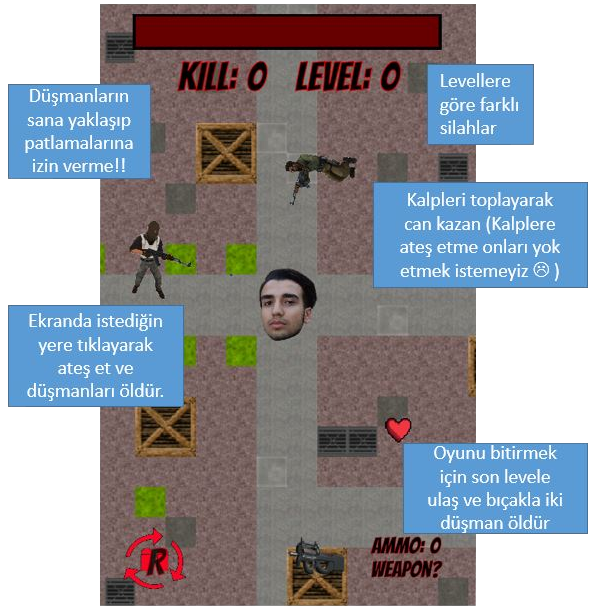 KILL: 0 LEVEL: 0
Düşmanların
sana yaklaşıp
patlamalarına
izin verme!!
Levellere
göre farklı
silahlar
Kalpleri toplayarak
can kazan (Kalplere
ateş etme onları yok
etmek istemeyiz ☹ )
Ekranda istediğin
yere tıklayarak
ateş et ve
düşmanları öldür.
Oyunu bitirmek
için son levele
ulaş ve bıçakla iki
düşman öldür
R
AMMO: 0
WEAPON?